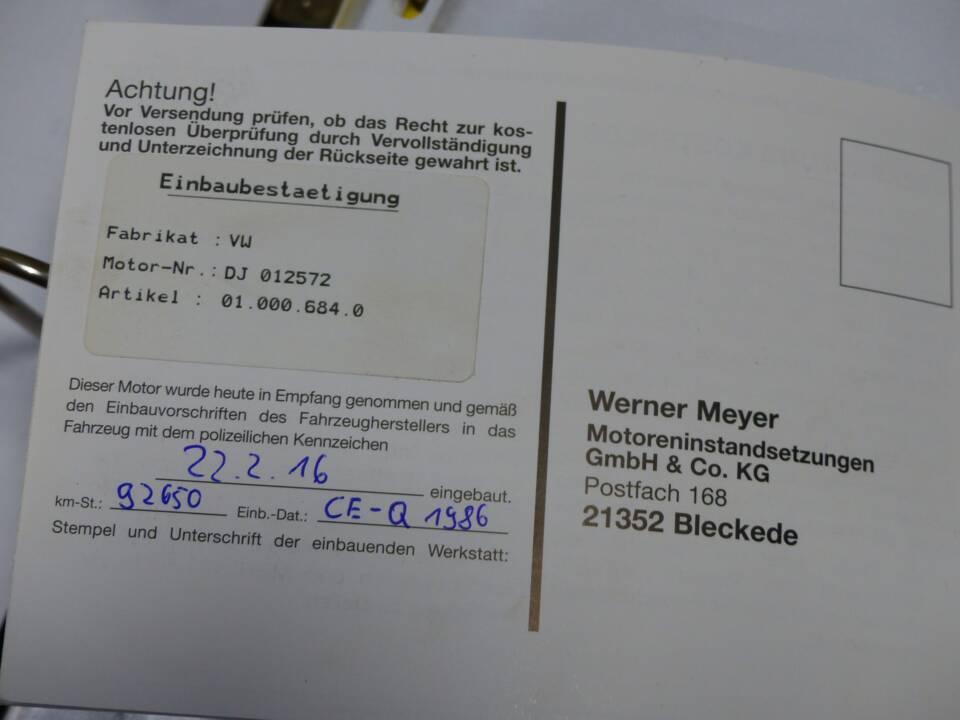 Achtung!
Vor Versendung prüfen, ob das Recht zur kos-
tenlosen Überprüfung durch Vervollständigung
und Unterzeichnung der Rückseite gewahrt ist.
Einbaubestaetigung
Fabrikat : VW
Motor-Nr.: DJ 012572
Artikel : 01.000.684.0
Dieser Motor wurde heute in Empfang genommen und gemäß
den Einbauvorschriften des Fahrzeugherstellers in das
Fahrzeug mit dem polizeilichen Kennzeichen
22.2.16 eingebaut.
km-St.: 92650 Einb.-Dat.: CE-Q 1986
Stempel und Unterschrift der einbauenden Werkstatt:
Werner Meyer
Motoreninstandsetzungen
GmbH & Co. KG
Postfach 168
21352 Bleckede